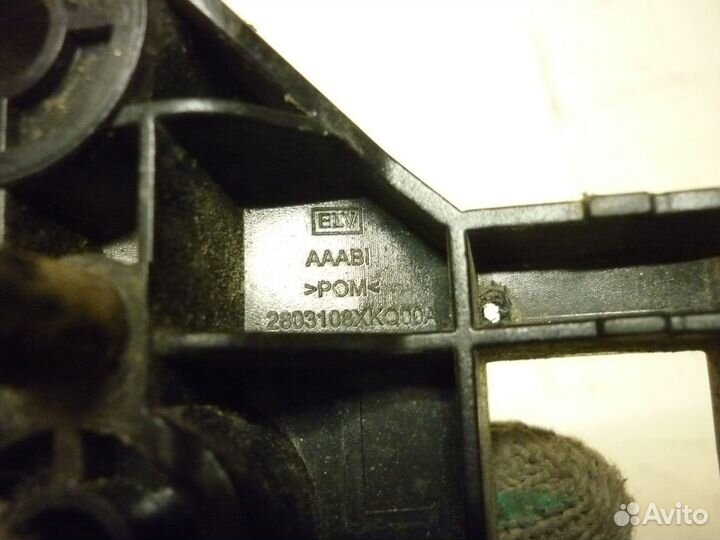 ELV
AAABI
>POM<
2803108XKQ00A
Avito